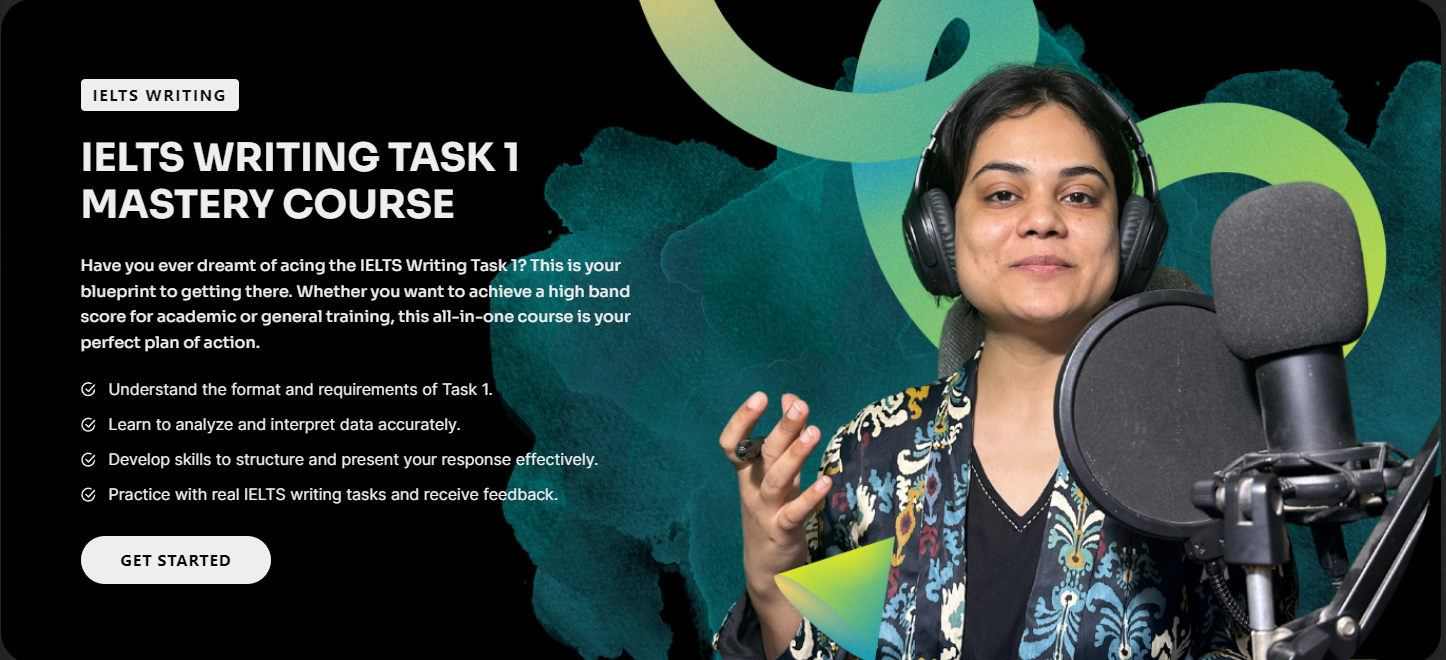 IELTS WRITING
IELTS WRITING TASK 1
MASTERY COURSE
Have you ever dreamt of acing the IELTS Writing Task 1? This is your
blueprint to getting there. Whether you want to achieve a high band
score for academic or general training, this all-in-one course is your
perfect plan of action.
Understand the format and requirements of Task 1.
Learn to analyze and interpret data accurately.
Develop skills to structure and present your response effectively.
Practice with real IELTS writing tasks and receive feedback.
GET STARTED